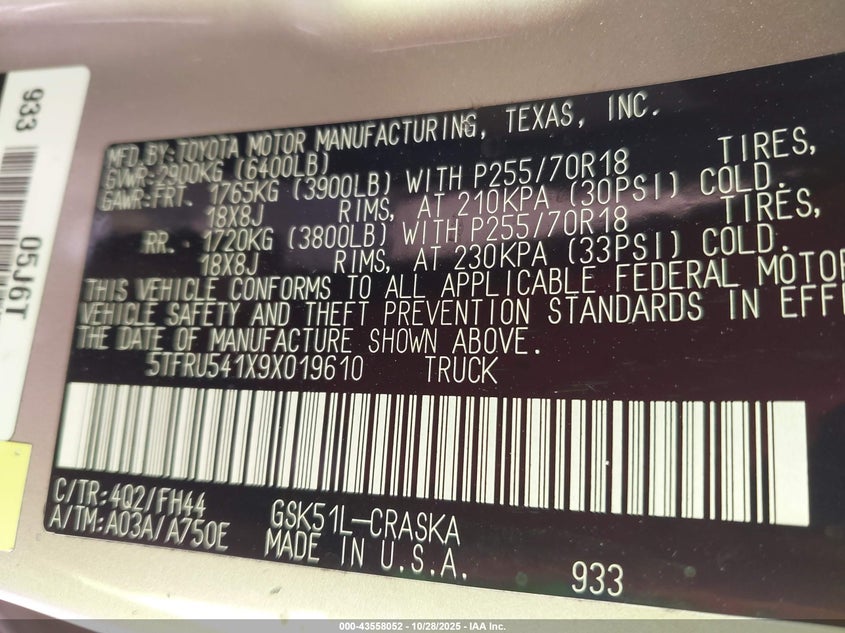 933
05J6T
MFD.BY:TOYOTA MOTOR MANUFACTURING, TEXAS, INC.
GVWR:2900KG (6400LB)
GAWR:FRT. 1765KG (3900LB) WITH P255/70R18 TIRES,
18X8J RIMS, AT 210KPA (30PSI) COLD.
RR. 1720KG (3800LB) WITH P255/70R18 TIRES,
18X8J RIMS, AT 230KPA (33PSI) COLD.
THIS VEHICLE CONFORMS TO ALL APPLICABLE FEDERAL MOTOR
VEHICLE SAFETY AND THEFT PREVENTION STANDARDS IN EFFE
THE DATE OF MANUFACTURE SHOWN ABOVE.
5TFRU541X9X019610 TRUCK
C/TR: 4Q2/FH44
A/TM: A03A/A750E
GSK51L-CRASKA
MADE IN U.S.A.
933
000-43558052 - 10/28/2025 - IAA Inc.